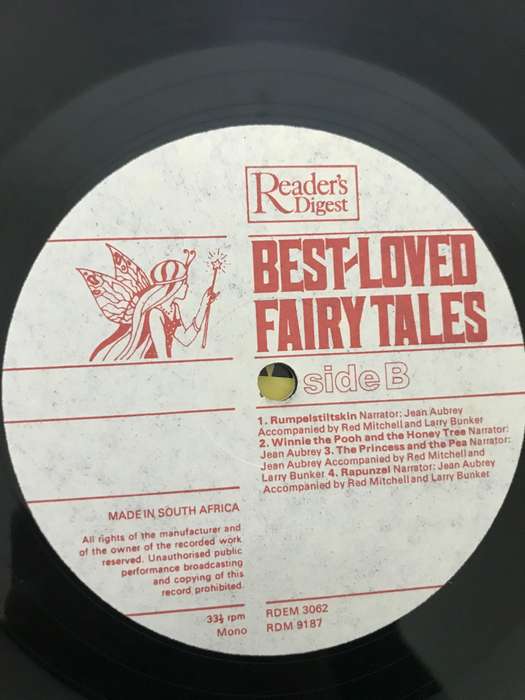 Reader's
Digest
BEST-LOVED
FAIRY TALES
side B
1. Rumpelstiltskin Narrator: Jean Aubrey
Accompanied by Red Mitchell and Larry Bunker
2. Winnie the Pooh and the Honey Tree Narrator:
Jean Aubrey 3. The Princess and the Pea Narrator:
Jean Aubrey Accompanied by Red Mitchell and
Larry Bunker 4. Rapunzel Narrator: Jean Aubrey
Accompanied by Red Mitchell and Larry Bunker
MADE IN SOUTH AFRICA
All rights of the manufacturer and
of the owner of the recorded work
reserved. Unauthorised public
performance broadcasting
and copying of this
record prohibited.
33⅓ rpm
Mono
RDEM 3062
RDM 9187